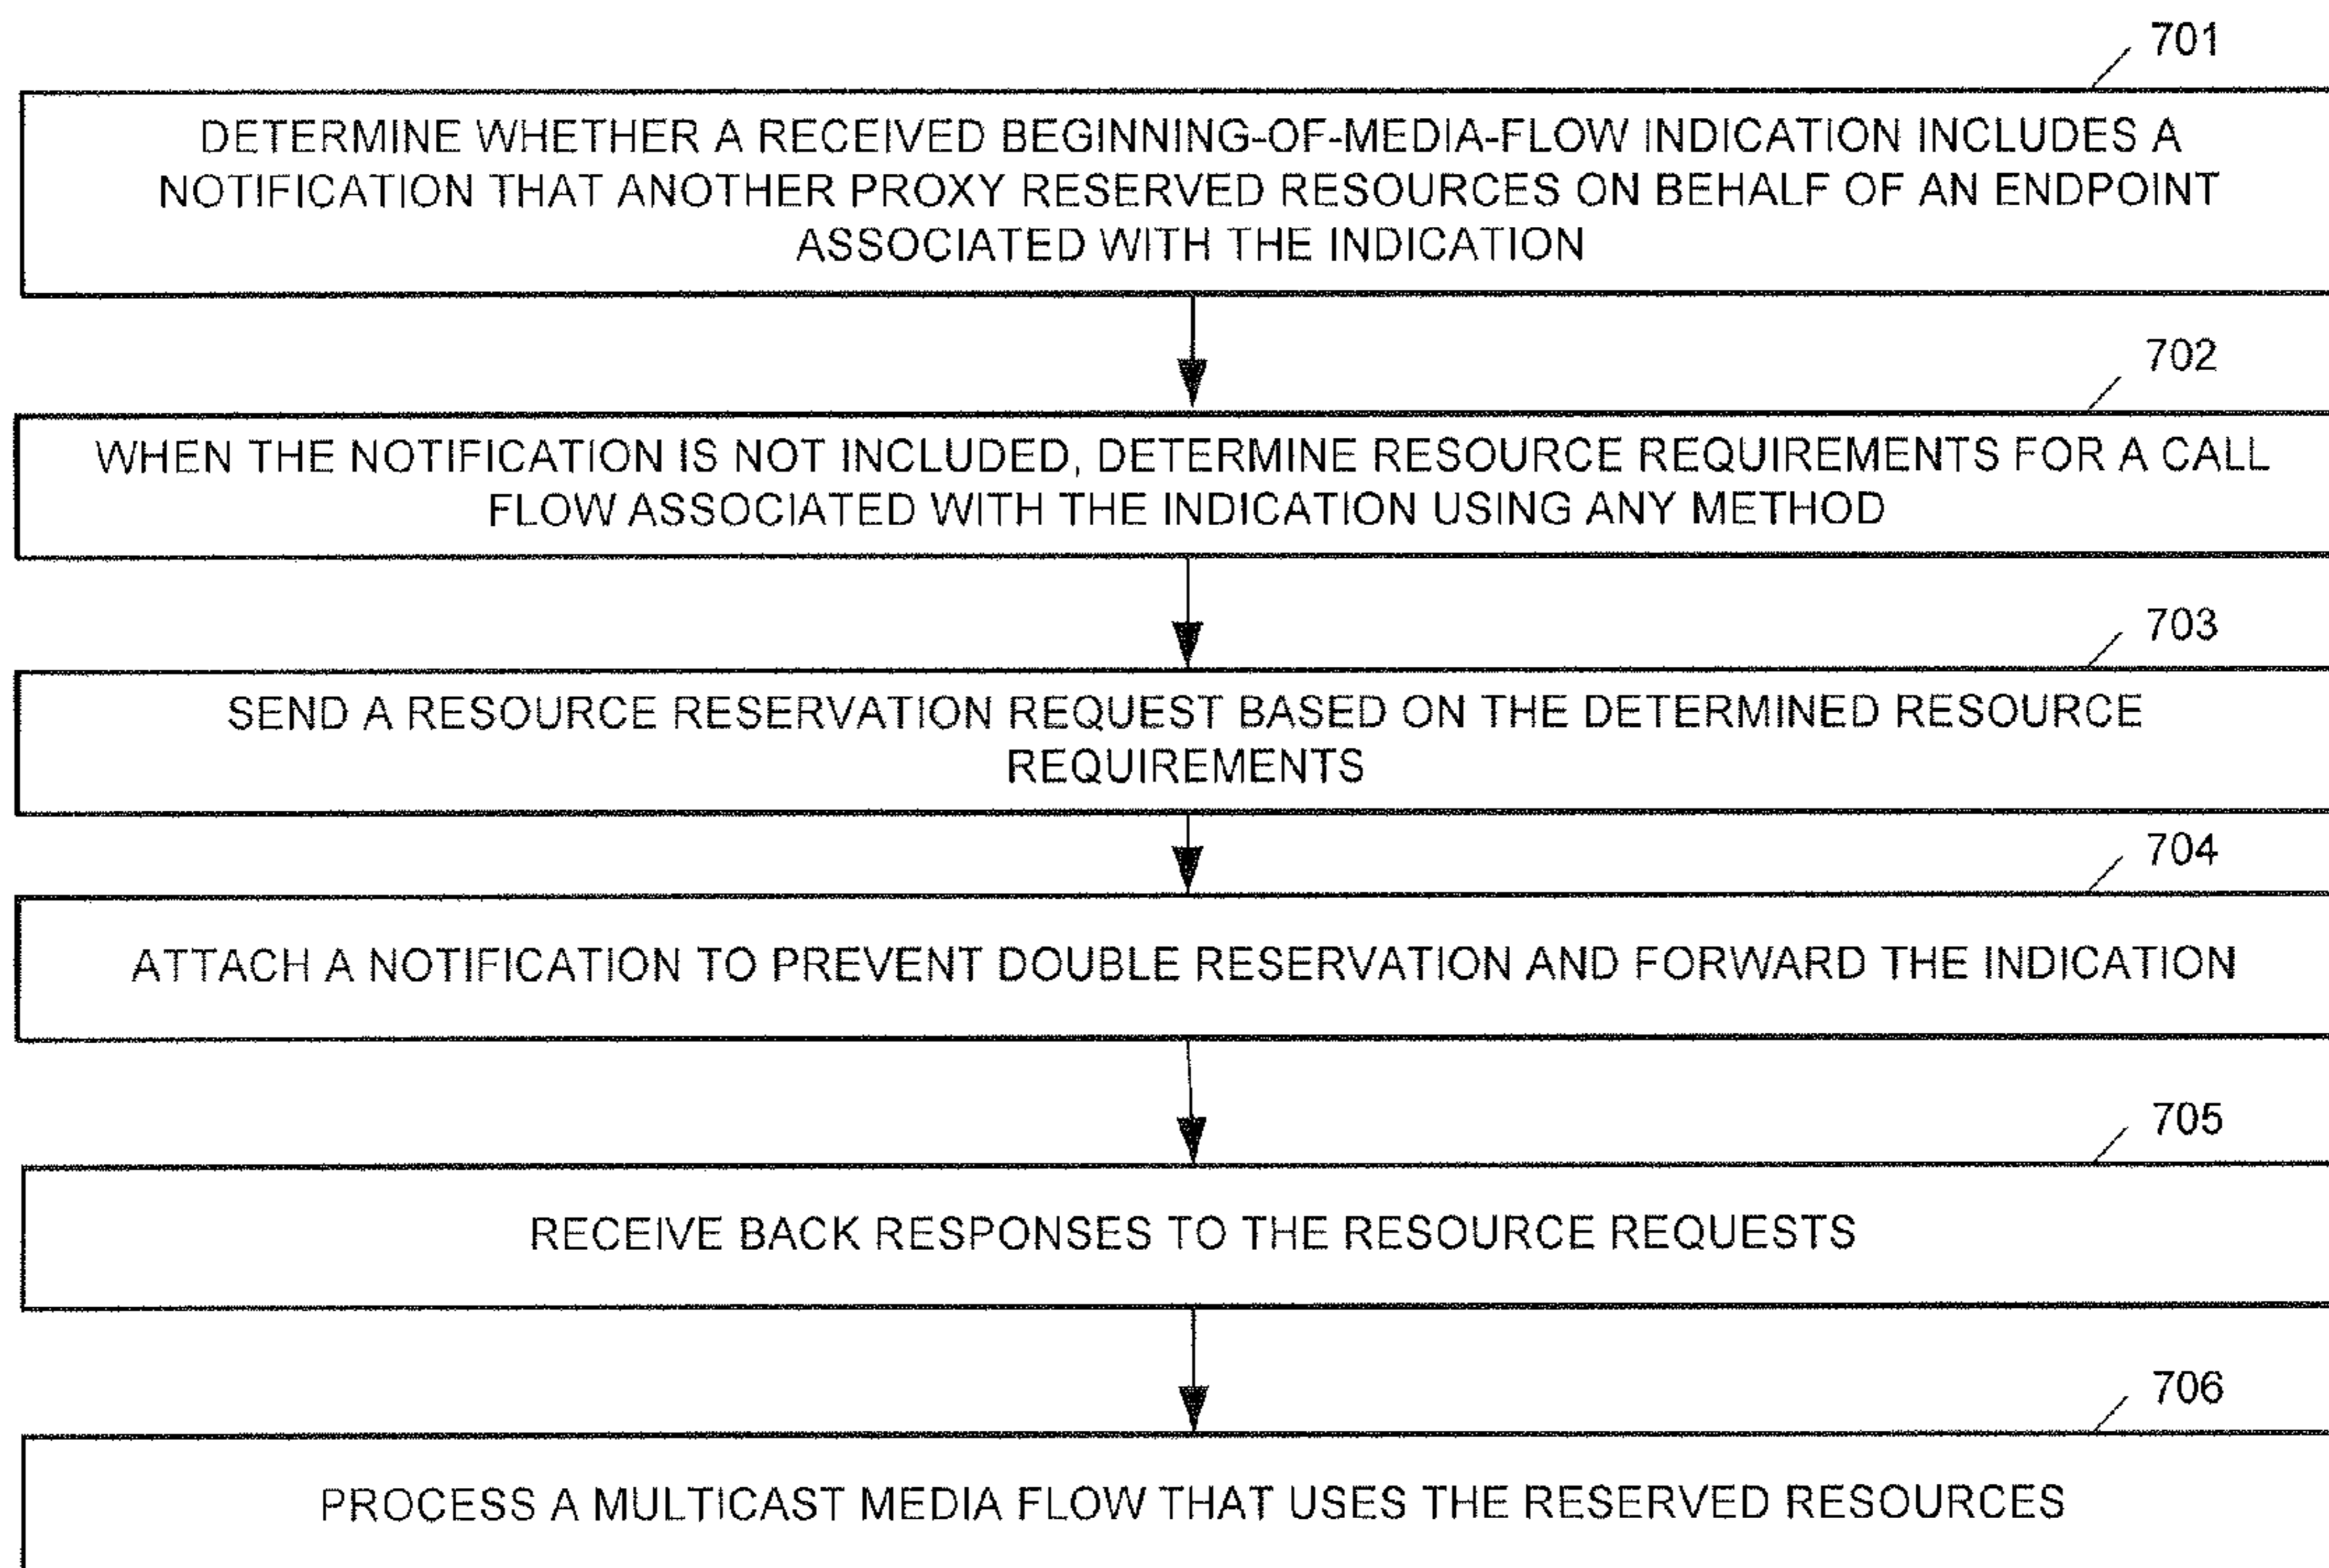 701
DETERMINE WHETHER A RECEIVED BEGINNING-OF-MEDIA-FLOW INDICATION INCLUDES A
NOTIFICATION THAT ANOTHER PROXY RESERVED RESOURCES ON BEHALF OF AN ENDPOINT
ASSOCIATED WITH THE INDICATION
702
WHEN THE NOTIFICATION IS NOT INCLUDED, DETERMINE RESOURCE REQUIREMENTS FOR A CALL
FLOW ASSOCIATED WITH THE INDICATION USING ANY METHOD
703
SEND A RESOURCE RESERVATION REQUEST BASED ON THE DETERMINED RESOURCE
REQUIREMENTS
704
ATTACH A NOTIFICATION TO PREVENT DOUBLE RESERVATION AND FORWARD THE INDICATION
705
RECEIVE BACK RESPONSES TO THE RESOURCE REQUESTS
706
PROCESS A MULTICAST MEDIA FLOW THAT USES THE RESERVED RESOURCES